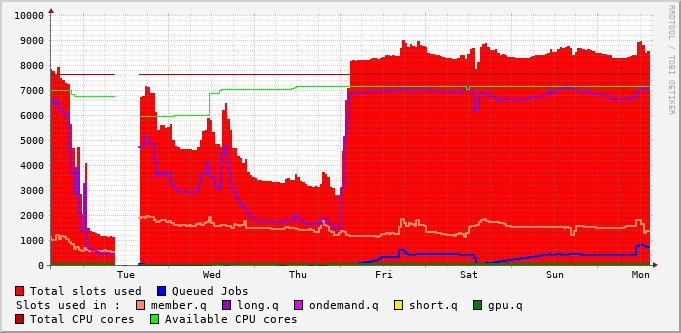 10000
9000
8000
7000
6000
5000
4000
3000
2000
1000
0
Tue Wed Thu Fri Sat Sun Mon
RRDTOOL / TOBI OETIKER
Total slots used Queued Jobs
Slots used in : member.q long.q ondemand.q short.q gpu.q
Total CPU cores Available CPU cores